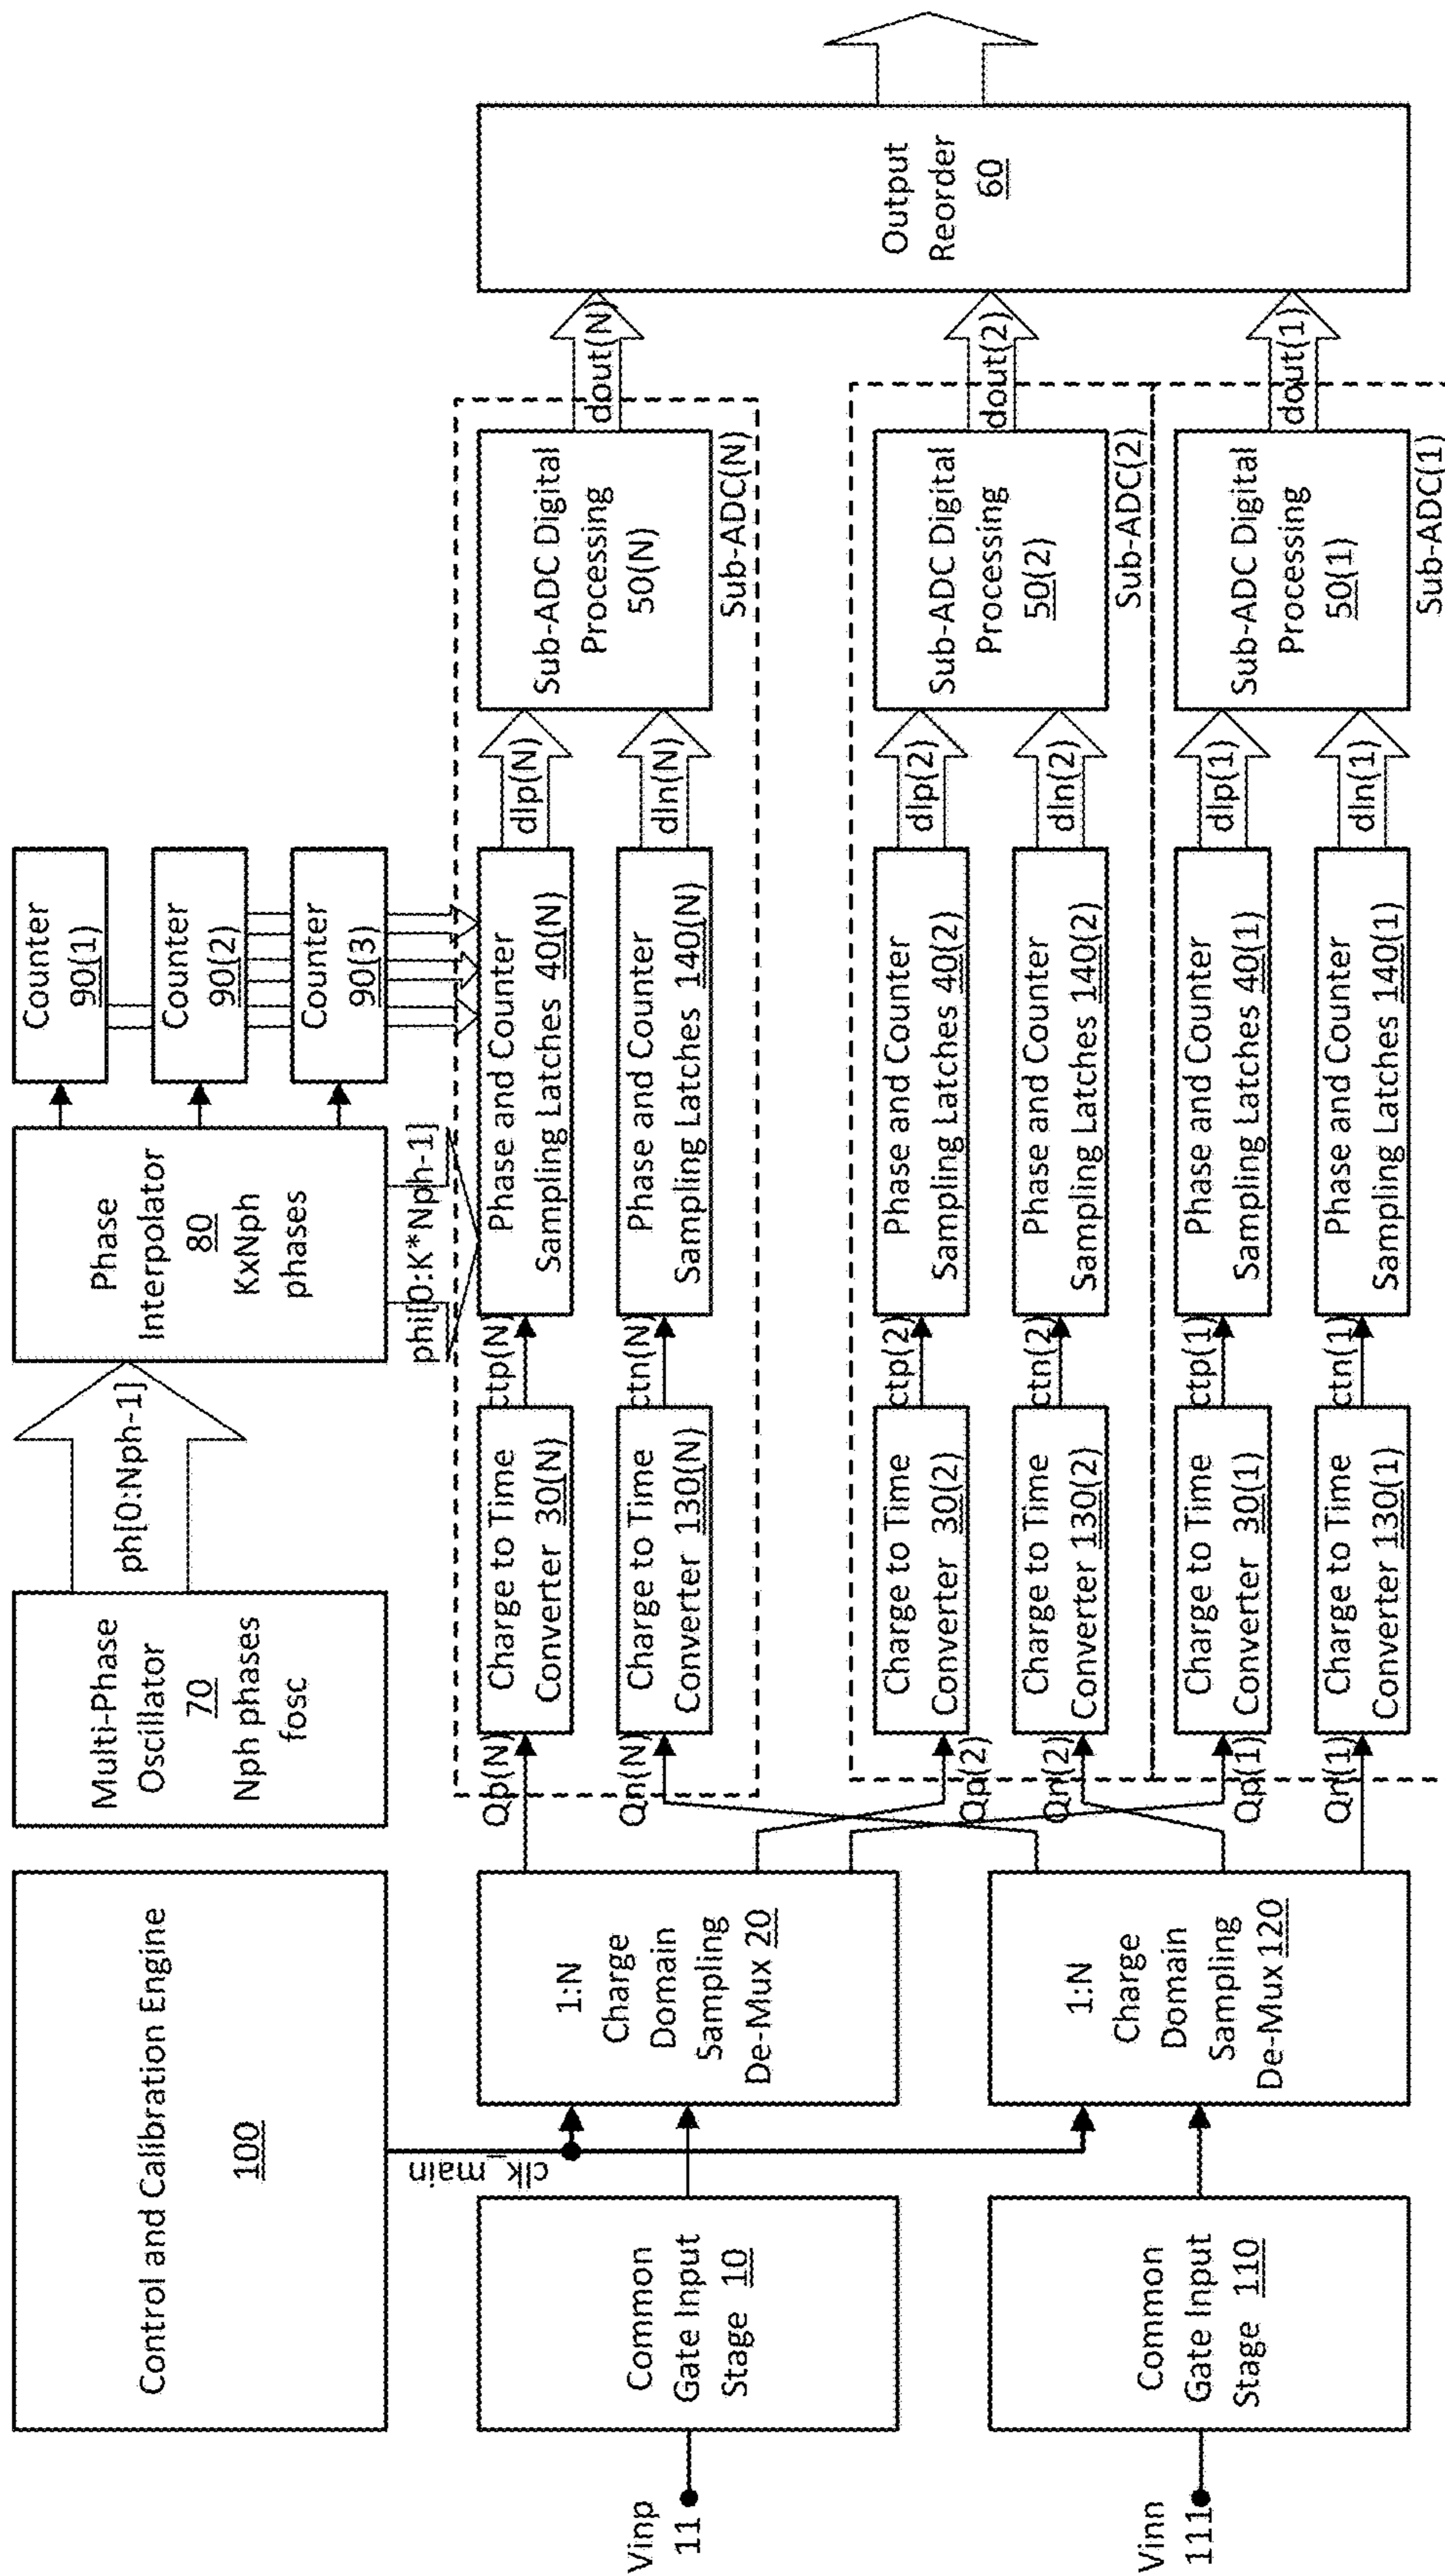 Control and Calibration Engine
100
Multi-Phase
Oscillator
70
Nph phases
fosc
ph[0:Nph-1]
Phase
Interpolator
80
KxNph
phases
Counter
90(1)
Counter
90(2)
Counter
90(3)
phi[0:K*Nph-1]
clk_main
Vinp
11
Common
Gate Input
Stage 10
1:N
Charge
Domain
Sampling
De-Mux 20
Vinn
111
Common
Gate Input
Stage 110
1:N
Charge
Domain
Sampling
De-Mux 120
Qp(N)
Charge to Time
Converter 30(N)
ctp(N)
Phase and Counter
Sampling Latches 40(N)
dlp(N)
Qn(N)
Charge to Time
Converter 130(N)
ctn(N)
Phase and Counter
Sampling Latches 140(N)
dln(N)
Sub-ADC Digital
Processing
50(N)
Sub-ADC(N)
dout(N)
Qp(2)
Charge to Time
Converter 30(2)
ctp(2)
Phase and Counter
Sampling Latches 40(2)
dlp(2)
Qn(2)
Charge to Time
Converter 130(2)
ctn(2)
Phase and Counter
Sampling Latches 140(2)
dln(2)
Sub-ADC Digital
Processing
50(2)
Sub-ADC(2)
dout(2)
Qp(1)
Charge to Time
Converter 30(1)
ctp(1)
Phase and Counter
Sampling Latches 40(1)
dlp(1)
Qn(1)
Charge to Time
Converter 130(1)
ctn(1)
Phase and Counter
Sampling Latches 140(1)
dln(1)
Sub-ADC Digital
Processing
50(1)
Sub-ADC(1)
dout(1)
Output
Reorder
60